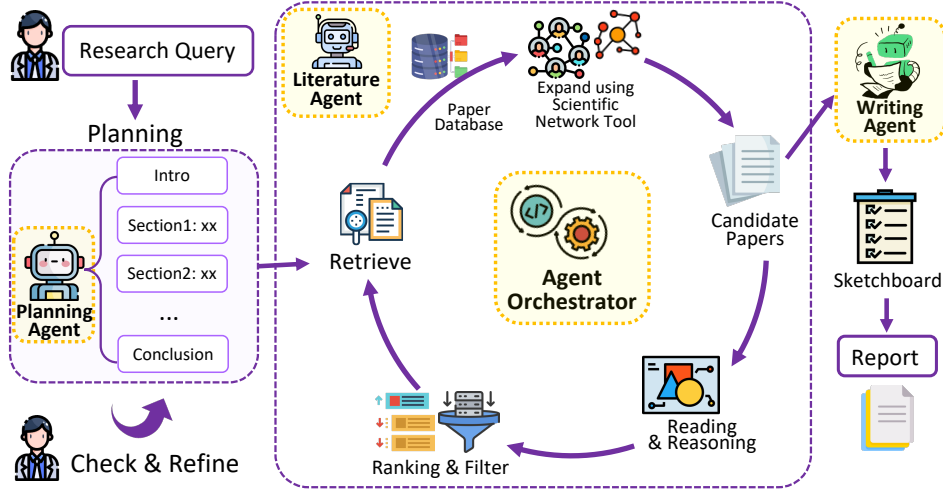 Research Query
Planning
Intro
Section1: xx
Section2: xx
...
Conclusion
Planning
Agent
Check & Refine
Literature
Agent
Paper
Database
Expand using
Scientific
Network Tool
Retrieve
Candidate
Papers
</>
Agent
Orchestrator
Reading
& Reasoning
Ranking & Filter
Writing
Agent
Sketchboard
Report